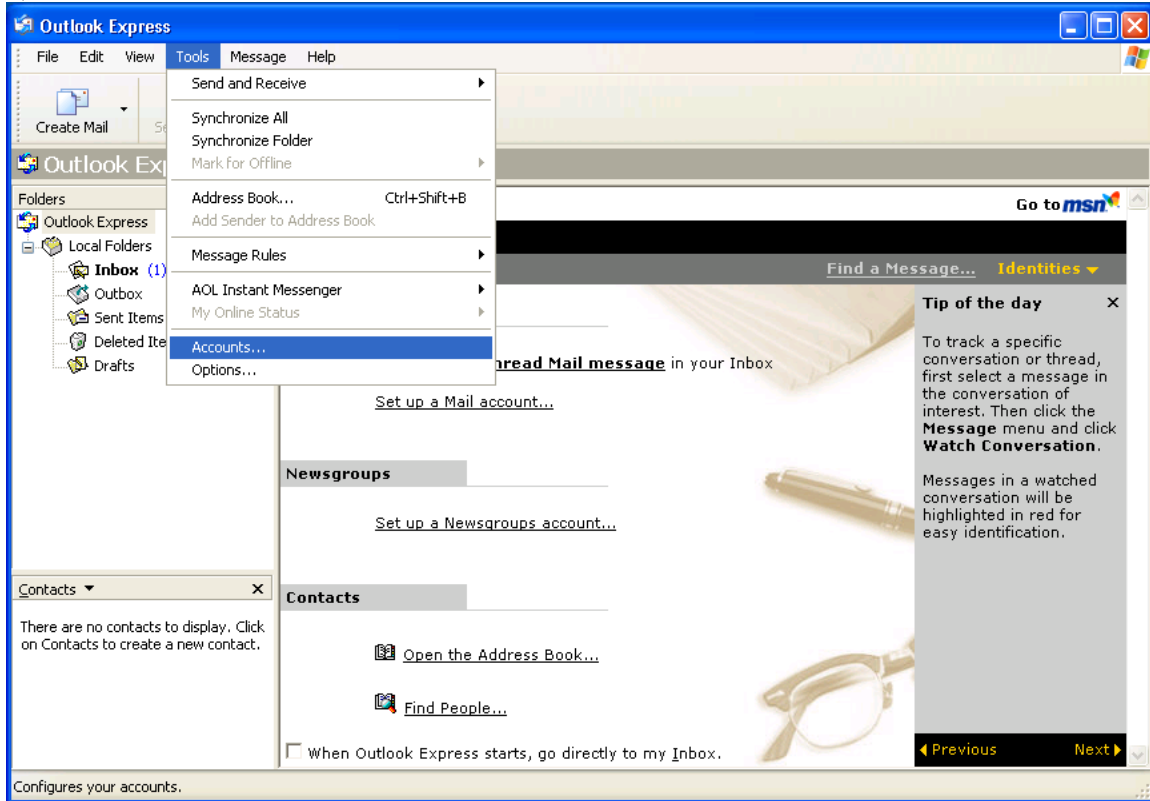 Outlook Express
File Edit View Tools Message Help
Create Mail
Outlook Exp
Send and Receive
Synchronize All
Synchronize Folder
Mark for Offline
Address Book... Ctrl+Shift+B
Add Sender to Address Book
Message Rules
AOL Instant Messenger
My Online Status
Accounts...
Options...
Folders
Outlook Express
Local Folders
Inbox (1)
Outbox
Sent Items
Deleted Ite
Drafts
Contacts
There are no contacts to display. Click
on Contacts to create a new contact.
Go to msn
Find a Message... Identities
nread Mail message in your Inbox
Set up a Mail account...
Newsgroups
Set up a Newsgroups account...
Contacts
Open the Address Book...
Find People...
When Outlook Express starts, go directly to my Inbox.
Tip of the day
To track a specific
conversation or thread,
first select a message in
the conversation of
interest. Then click the
Message menu and click
Watch Conversation.
Messages in a watched
conversation will be
highlighted in red for
easy identification.
Previous Next
Configures your accounts.